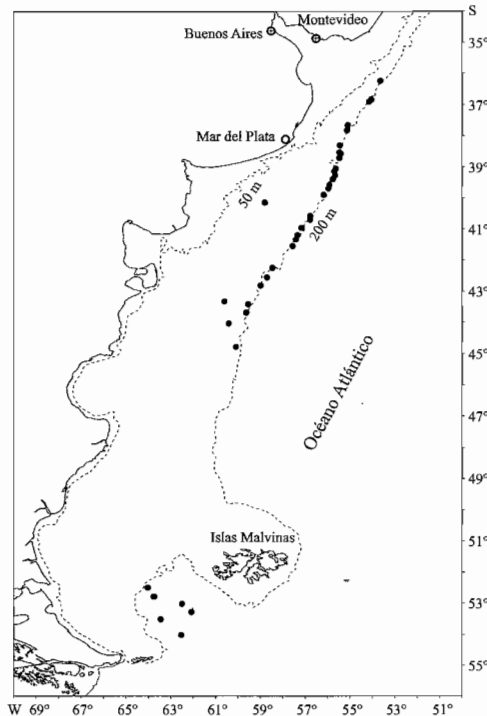 S
Montevideo
Buenos Aires
35°
37°
Mar del Plata
39°
50 m
200 m
41°
43°
45°
Océano Atlántico
47°
49°
Islas Malvinas
51°
53°
55°
W 69° 67° 65° 63° 61° 59° 57° 55° 53° 51°